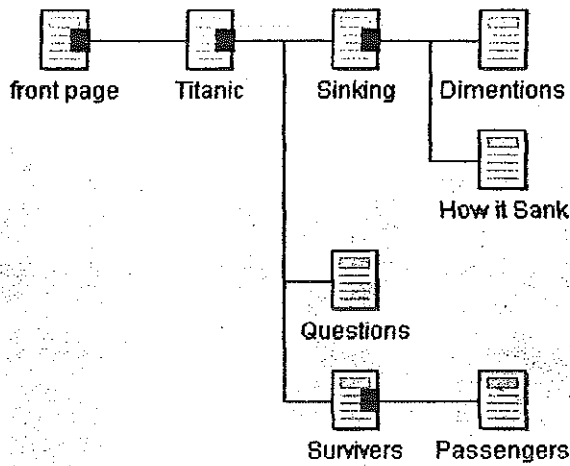 front page
Titanic
Sinking
Dimentions
How it Sank
Questions
Survivers
Passengers